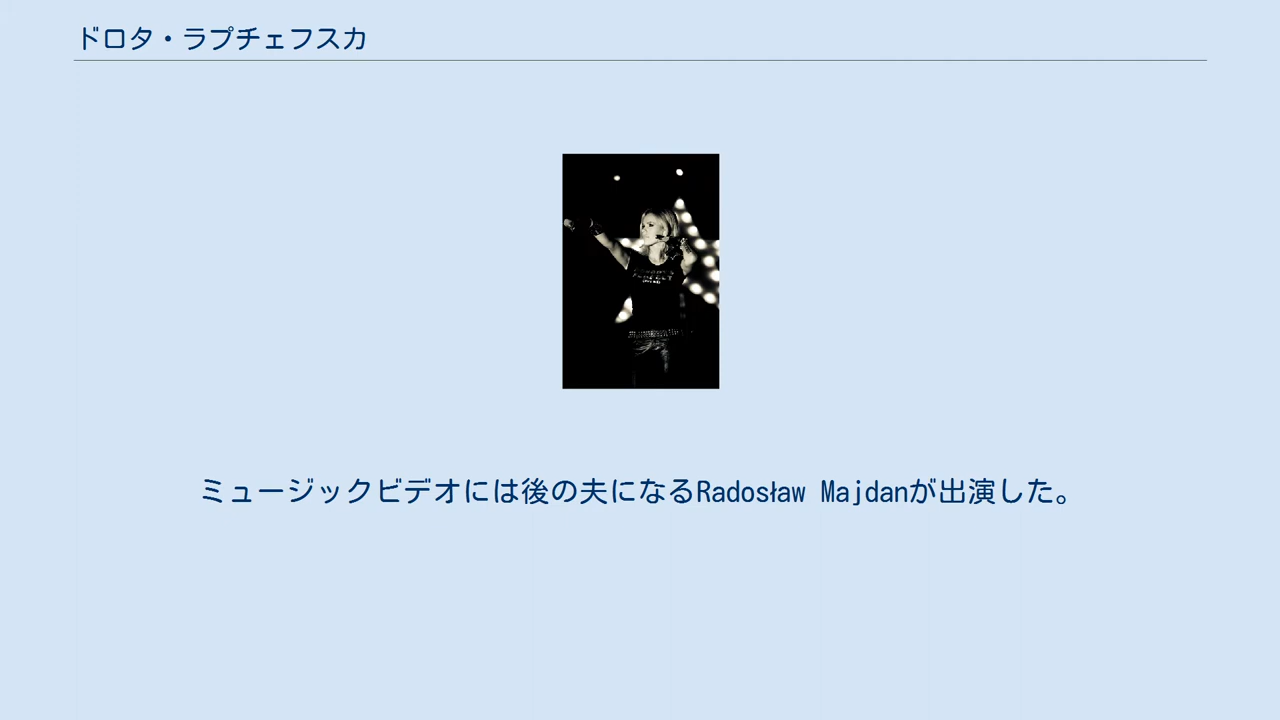 ドロタ・ラプチェフスカ
ミュージックビデオには後の夫になるRadosław Majdanが出演した。